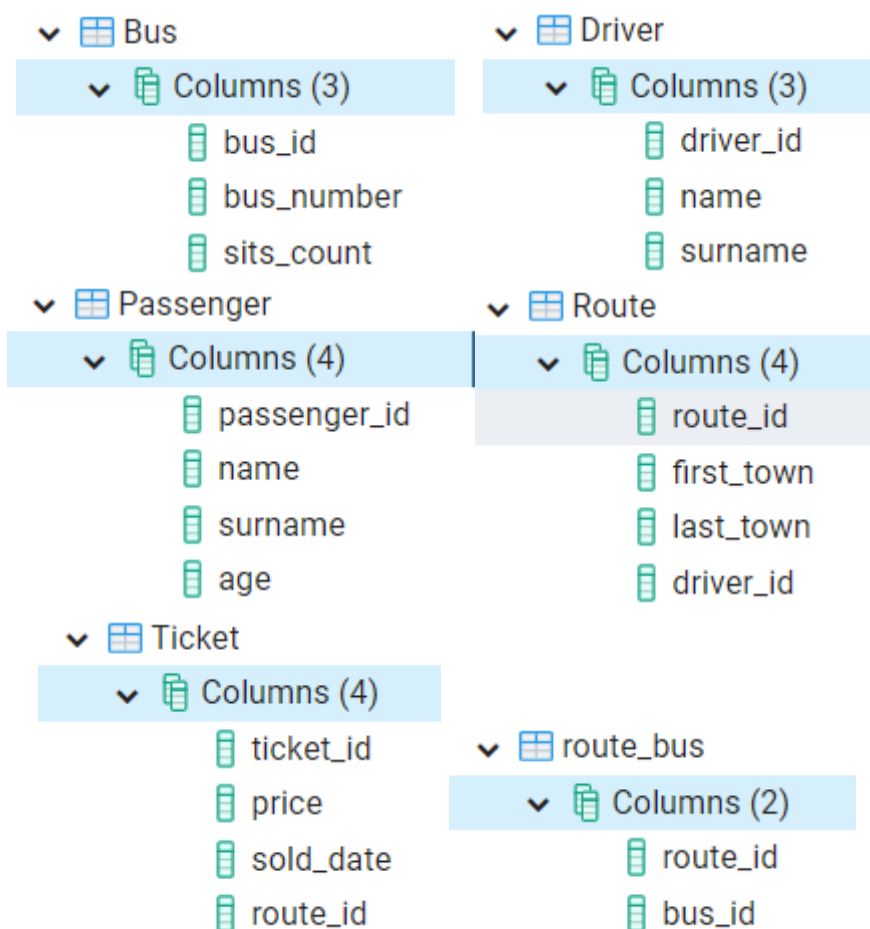 Bus
Columns (3)
bus_id
bus_number
sits_count
Driver
Columns (3)
driver_id
name
surname
Passenger
Columns (4)
passenger_id
name
surname
age
Route
Columns (4)
route_id
first_town
last_town
driver_id
Ticket
Columns (4)
ticket_id
price
sold_date
route_id
route_bus
Columns (2)
route_id
bus_id